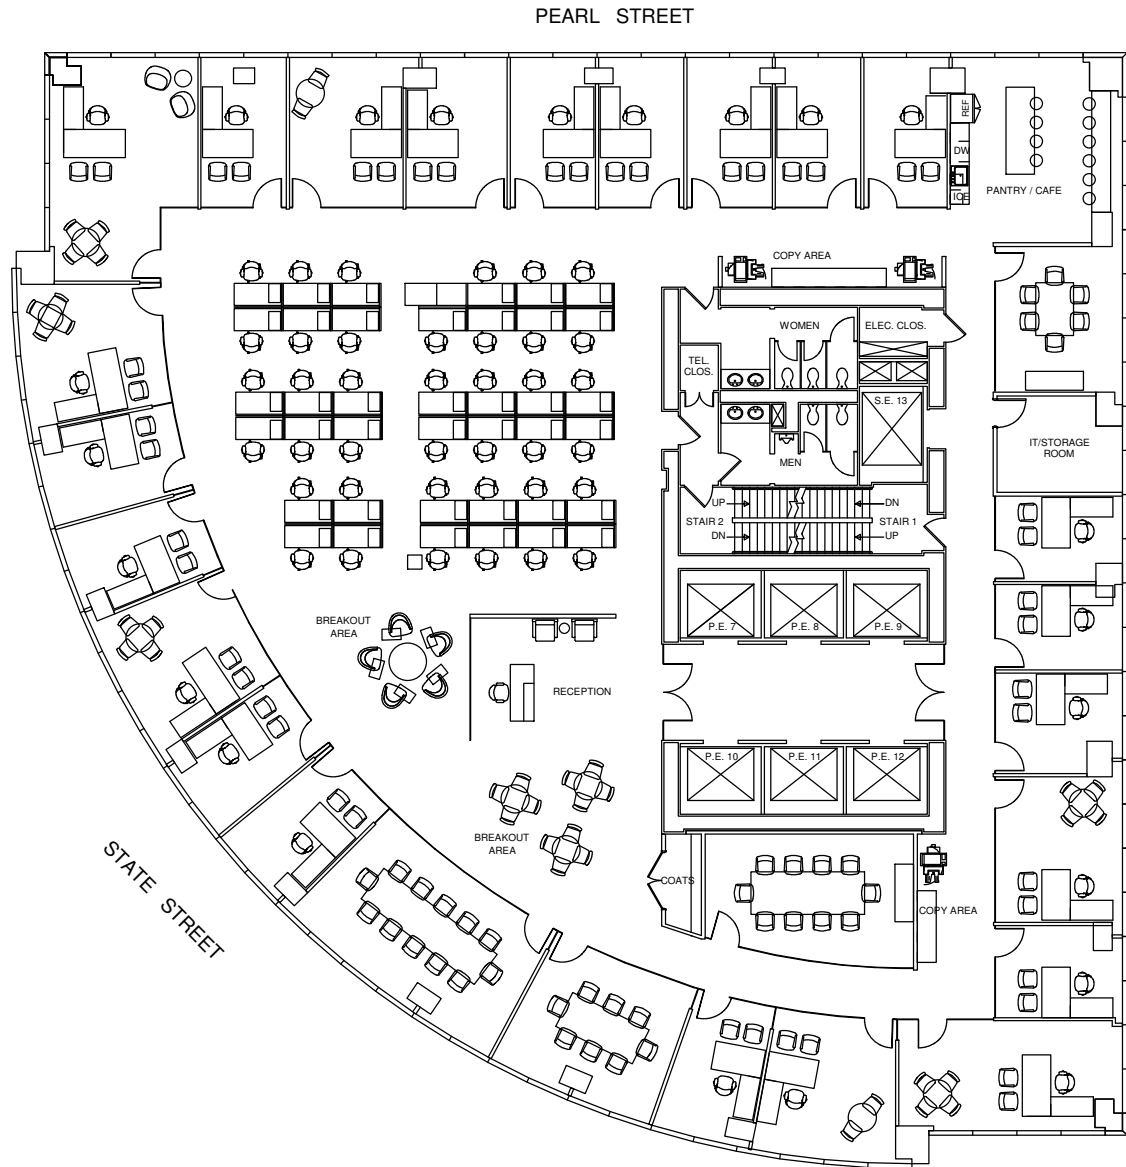 PEARL STREET
REF
DW
ICE
PANTRY / CAFE
COPY AREA
WOMEN
ELEC. CLOS.
TEL.
CLOS.
S.E. 13
MEN
IT/STORAGE
ROOM
UP
DN
STAIR 2
STAIR 1
DN
UP
P.E. 7
P.E. 8
P.E. 9
BREAKOUT
AREA
RECEPTION
P.E. 10
P.E. 11
P.E. 12
BREAKOUT
AREA
STATE STREET
COATS
COPY AREA